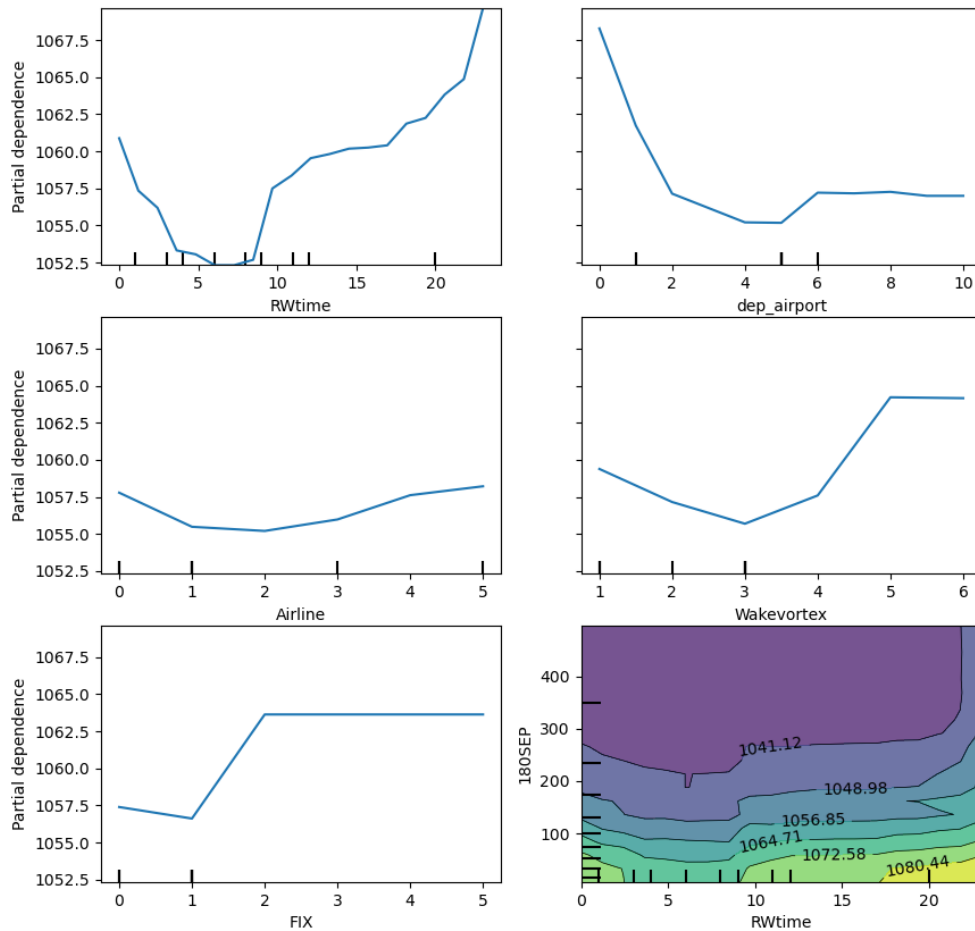 Partial dependence
1067.5
1065.0
1062.5
1060.0
1057.5
1055.0
1052.5
0 5 10 15 20
RWtime
0 2 4 6 8 10
dep_airport
Partial dependence
1067.5
1065.0
1062.5
1060.0
1057.5
1055.0
1052.5
0 1 2 3 4 5
Airline
1 2 3 4 5 6
Wakevortex
Partial dependence
1067.5
1065.0
1062.5
1060.0
1057.5
1055.0
1052.5
0 1 2 3 4 5
FIX
180SEP
400
300
200
100
1041.12
1048.98
1056.85
1064.71
1072.58
1080.44
0 5 10 15 20
RWtime